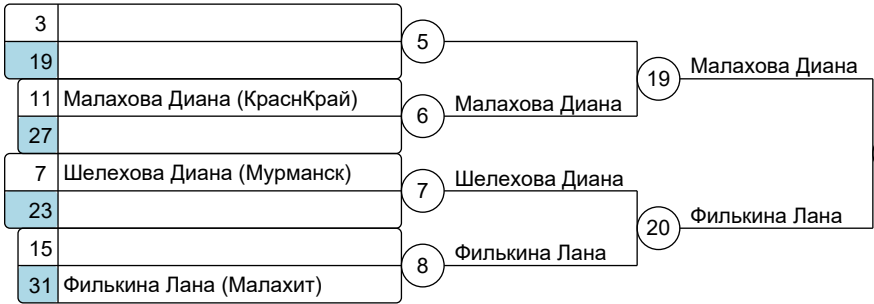 3
19
5
11 Малахова Диана (КраснКрай)
27
6
Малахова Диана
19
Малахова Диана
7 Шелехова Диана (Мурманск)
23
7
Шелехова Диана
15
31 Филькина Лана (Малахит)
8
Филькина Лана
20
Филькина Лана